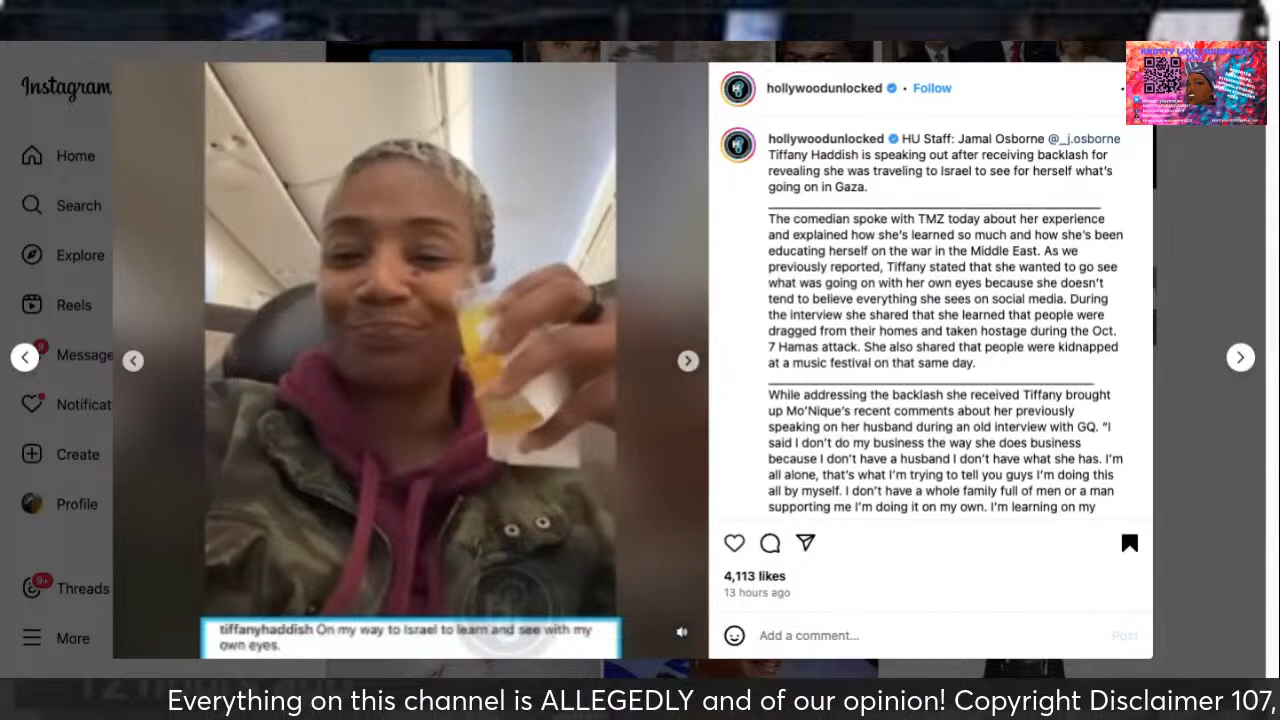 Instagram
Home
Search
Explore
Reels
9
Message
Notificat
Create
Profile
9+
Threads
More
tiffanyhaddish On my way to Israel to learn and see with my
own eyes.
hollywoodunlocked • Follow
hollywoodunlocked HU Staff: Jamal Osborne @_j.osborne
Tiffany Haddish is speaking out after receiving backlash for
revealing she was traveling to Israel to see for herself what's
going on in Gaza.
The comedian spoke with TMZ today about her experience
and explained how she's learned so much and how she's been
educating herself on the war in the Middle East. As we
previously reported, Tiffany stated that she wanted to go see
what was going on with her own eyes because she doesn't
tend to believe everything she sees on social media. During
the interview she shared that she learned that people were
dragged from their homes and taken hostage during the Oct.
7 Hamas attack. She also shared that people were kidnapped
at a music festival on that same day.
While addressing the backlash she received Tiffany brought
up Mo'Nique's recent comments about her previously
speaking on her husband during an old interview with GQ. "I
said I don't do my business the way she does business
because I don't have a husband I don't have what she has. I'm
all alone, that's what I'm trying to tell you guys I'm doing this
all by myself. I don't have a whole family full of men or a man
supporting me I'm doing it on my own. I'm learning on my
4,113 likes
13 hours ago
Add a comment...
Post
Everything on this channel is ALLEGEDLY and of our opinion! Copyright Disclaimer 107,